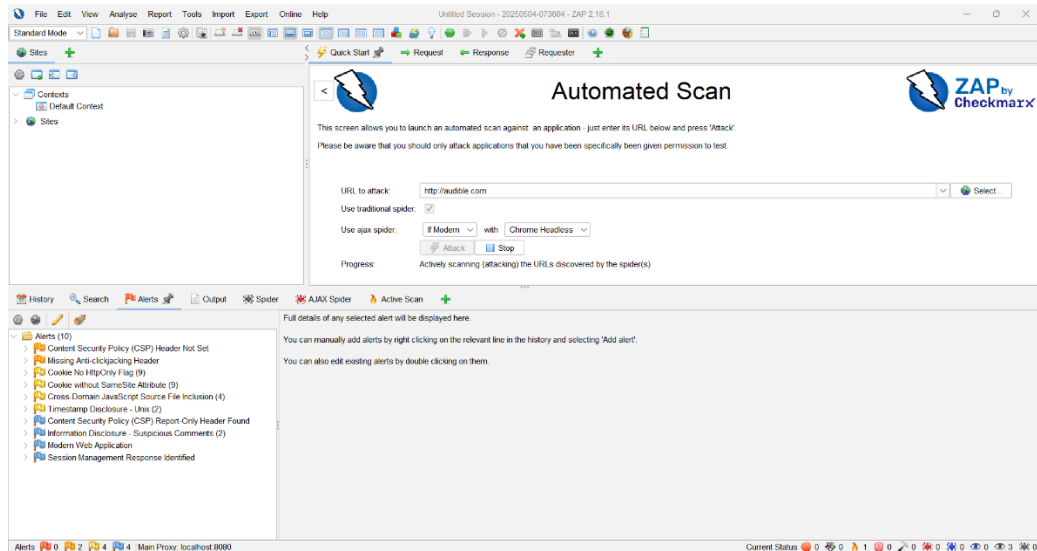 File Edit View Analyse Report Tools Import Export Online Help
Untitled Session - 20250504-073604 - ZAP 2.16.1
Standard Mode
Sites
Quick Start
Request
Response
Requester
Contexts
Default Context
Sites
<
Automated Scan
ZAP by
Checkmarx
This screen allows you to launch an automated scan against an application - just enter its URL below and press 'Attack'.
Please be aware that you should only attack applications that you have been specifically been given permission to test.
URL to attack: http://audible.com Select...
Use traditional spider:
Use ajax spider: If Modern with Chrome Headless
Attack Stop
Progress: Actively scanning (attacking) the URLs discovered by the spider(s)
History Search Alerts Output Spider AJAX Spider Active Scan
Alerts (10)
Content Security Policy (CSP) Header Not Set
Missing Anti-clickjacking Header
Cookie No HttpOnly Flag (9)
Cookie without SameSite Attribute (9)
Cross-Domain JavaScript Source File Inclusion (4)
Timestamp Disclosure - Unix (2)
Content Security Policy (CSP) Report-Only Header Found
Information Disclosure - Suspicious Comments (2)
Modern Web Application
Session Management Response Identified
Full details of any selected alert will be displayed here.
You can manually add alerts by right clicking on the relevant line in the history and selecting 'Add alert'.
You can also edit existing alerts by double clicking on them.
Alerts 0 2 4 4 Main Proxy: localhost:8080
Current Status 0 0 1 0 0 0 0 0 3 0